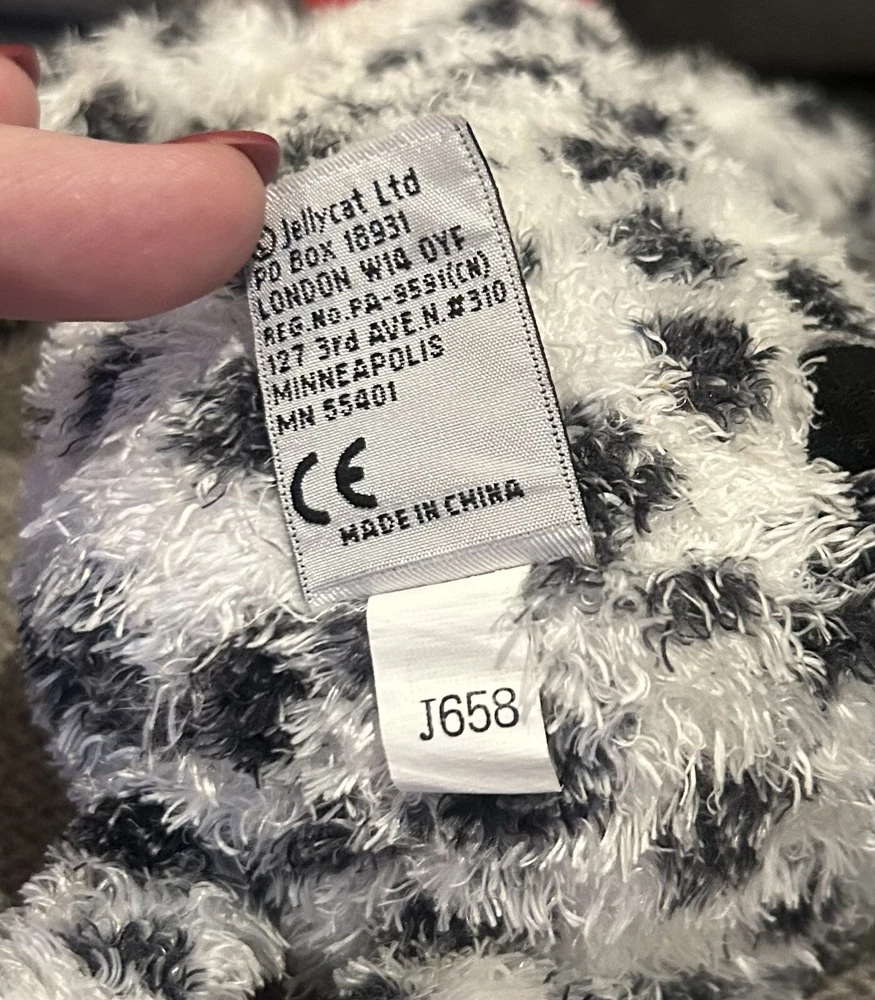 © Jellycat Ltd
PO BOX 18931
LONDON W14 0YF
REG.No.PA-9591(CN)
127 3rd AVE.N.#310
MINNEAPOLIS
MN 55401
CE
MADE IN CHINA
J658